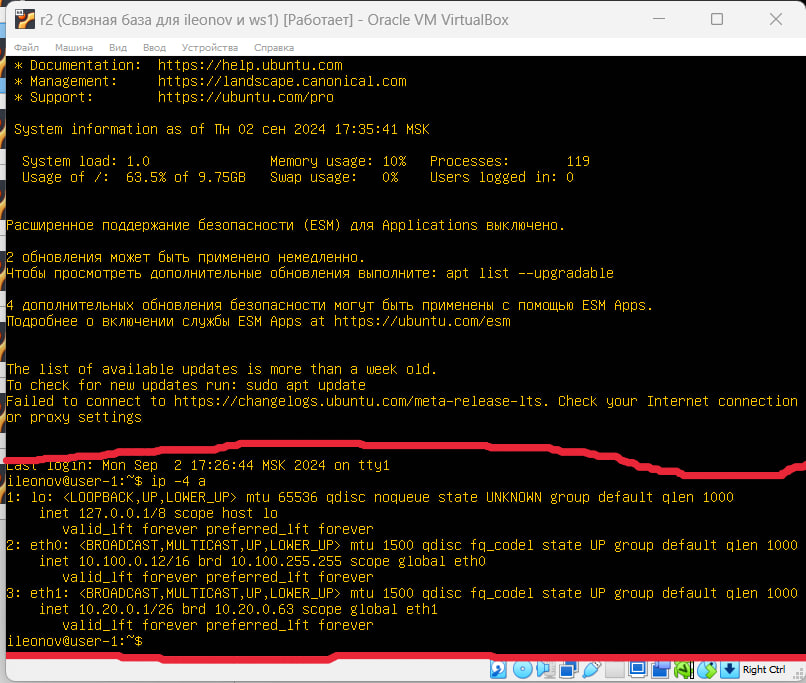 r2 (Связная база для ileonov и ws1) [Работает] - Oracle VM VirtualBox
Файл Машина Вид Ввод Устройства Справка
* Documentation: https://help.ubuntu.com
* Management: https://landscape.canonical.com
* Support: https://ubuntu.com/pro
System information as of Пн 02 сен 2024 17:35:41 MSK
System load: 1.0 Memory usage: 10% Processes: 119
Usage of /: 63.5% of 9.75GB Swap usage: 0% Users logged in: 0
Расширенное поддержание безопасности (ESM) для Applications выключено.
2 обновления может быть применено немедленно.
Чтобы просмотреть дополнительные обновления выполните: apt list --upgradable
4 дополнительных обновления безопасности могут быть применены с помощью ESM Apps.
Подробнее о включении службы ESM Apps at https://ubuntu.com/esm
The list of available updates is more than a week old.
To check for new updates run: sudo apt update
Failed to connect to https://changelogs.ubuntu.com/meta-release-lts. Check your Internet connection
or proxy settings
Last login: Mon Sep 2 17:26:44 MSK 2024 on tty1
ileonov@user-1:~$ ip -4 a
1: lo: <LOOPBACK,UP,LOWER_UP> mtu 65536 qdisc noqueue state UNKNOWN group default qlen 1000
inet 127.0.0.1/8 scope host lo
valid_lft forever preferred_lft forever
2: eth0: <BROADCAST,MULTICAST,UP,LOWER_UP> mtu 1500 qdisc fq_codel state UP group default qlen 1000
inet 10.100.0.12/16 brd 10.100.255.255 scope global eth0
valid_lft forever preferred_lft forever
3: eth1: <BROADCAST,MULTICAST,UP,LOWER_UP> mtu 1500 qdisc fq_codel state UP group default qlen 1000
inet 10.20.0.1/26 brd 10.20.0.63 scope global eth1
valid_lft forever preferred_lft forever
ileonov@user-1:~$
Right Ctrl